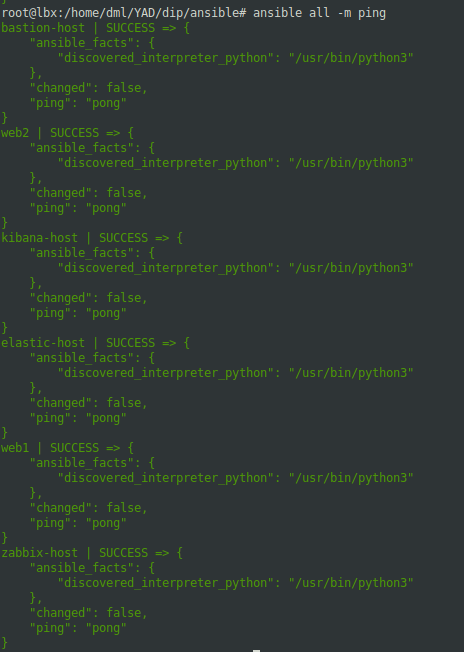 }
root@lbx:/home/dml/YAD/dip/ansible# ansible all -m ping
bastion-host | SUCCESS => {
    "ansible_facts": {
        "discovered_interpreter_python": "/usr/bin/python3"
    },
    "changed": false,
    "ping": "pong"
}
web2 | SUCCESS => {
    "ansible_facts": {
        "discovered_interpreter_python": "/usr/bin/python3"
    },
    "changed": false,
    "ping": "pong"
}
kibana-host | SUCCESS => {
    "ansible_facts": {
        "discovered_interpreter_python": "/usr/bin/python3"
    },
    "changed": false,
    "ping": "pong"
}
elastic-host | SUCCESS => {
    "ansible_facts": {
        "discovered_interpreter_python": "/usr/bin/python3"
    },
    "changed": false,
    "ping": "pong"
}
web1 | SUCCESS => {
    "ansible_facts": {
        "discovered_interpreter_python": "/usr/bin/python3"
    },
    "changed": false,
    "ping": "pong"
}
zabbix-host | SUCCESS => {
    "ansible_facts": {
        "discovered_interpreter_python": "/usr/bin/python3"
    },
    "changed": false,
    "ping": "pong"
}